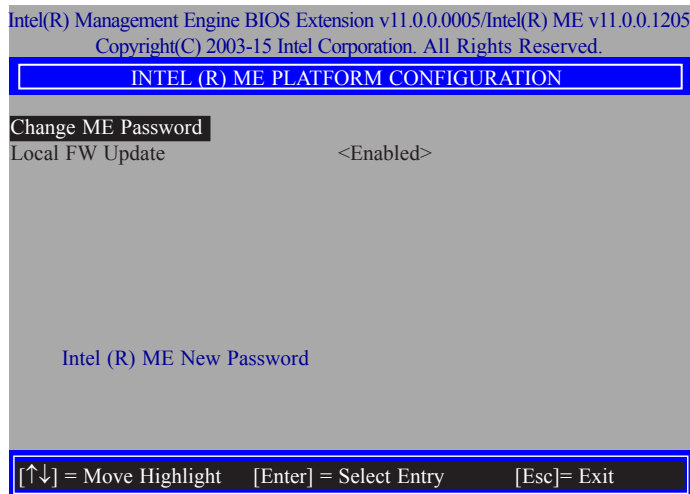 Intel(R) Management Engine BIOS Extension v11.0.0.0005/Intel(R) ME v11.0.0.1205
Copyright(C) 2003-15 Intel Corporation. All Rights Reserved.
INTEL (R) ME PLATFORM CONFIGURATION
Change ME Password
Local FW Update <Enabled>
Intel (R) ME New Password
[↑↓] = Move Highlight [Enter] = Select Entry [Esc]= Exit